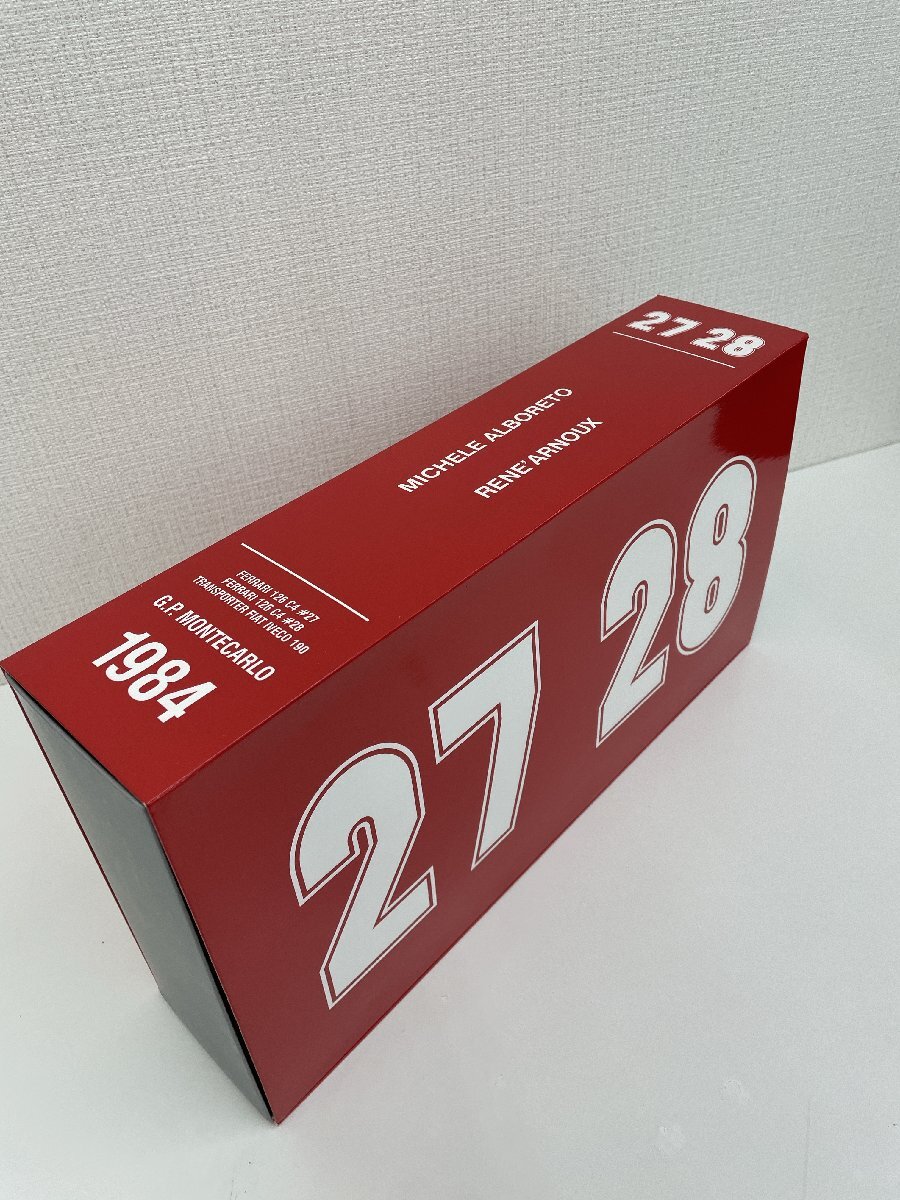 27 28
MICHELE ALBORETO
RENE' ARNOUX
FERRARI 126 C4 #27
FERRARI 126 C4 #28
TRANSPORTER FIAT IVECO 190
G.P. MONTECARLO
1984
27 28